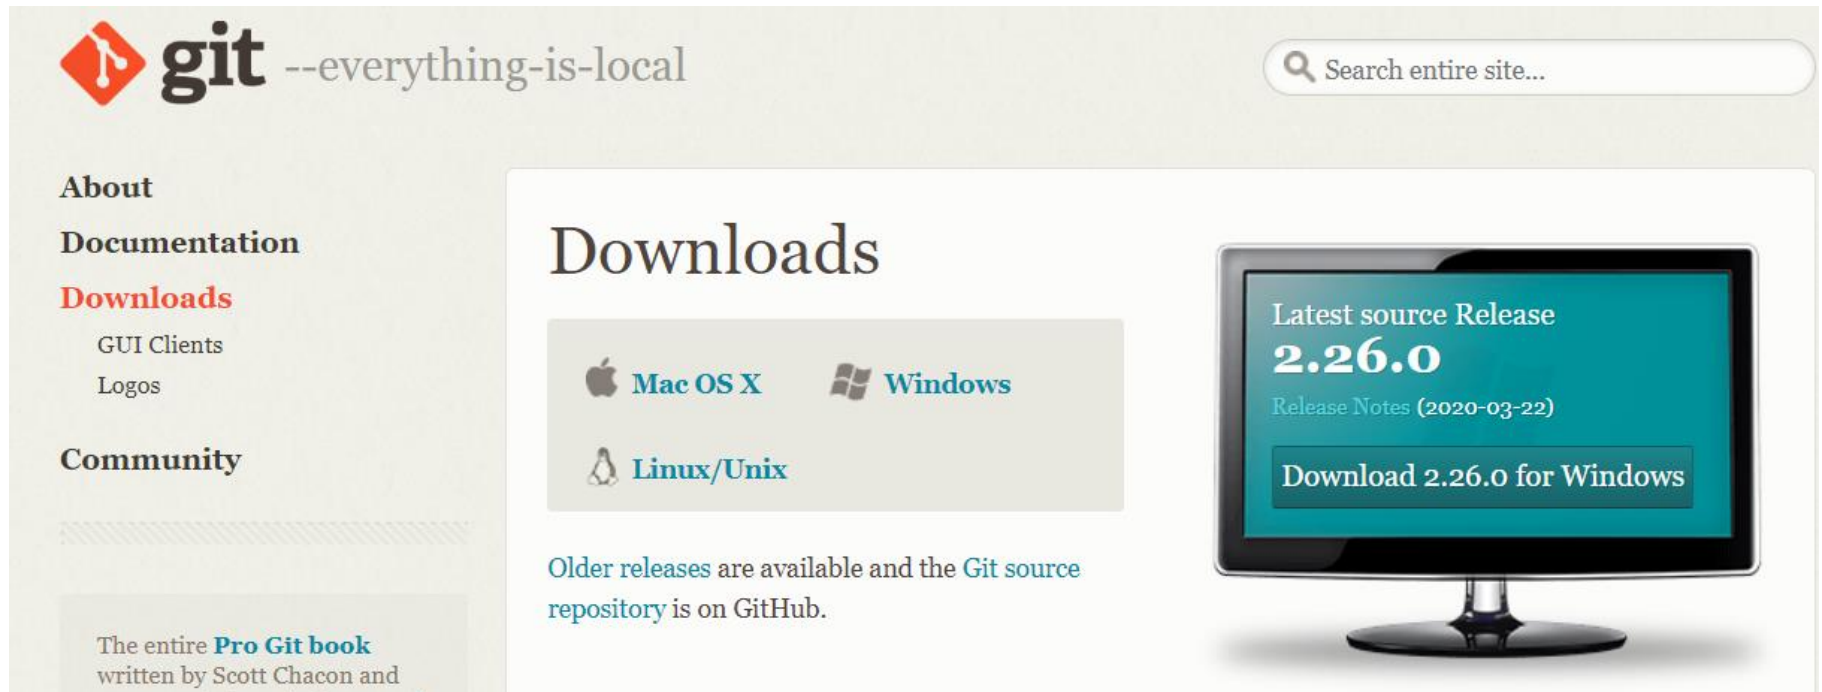 git --everything-is-local
Search entire site...
About
Documentation
Downloads
GUI Clients
Logos
Community
The entire Pro Git book
written by Scott Chacon and
Downloads
Mac OS X
Windows
Linux/Unix
Older releases are available and the Git source
repository is on GitHub.
Latest source Release
2.26.0
Release Notes (2020-03-22)
Download 2.26.0 for Windows